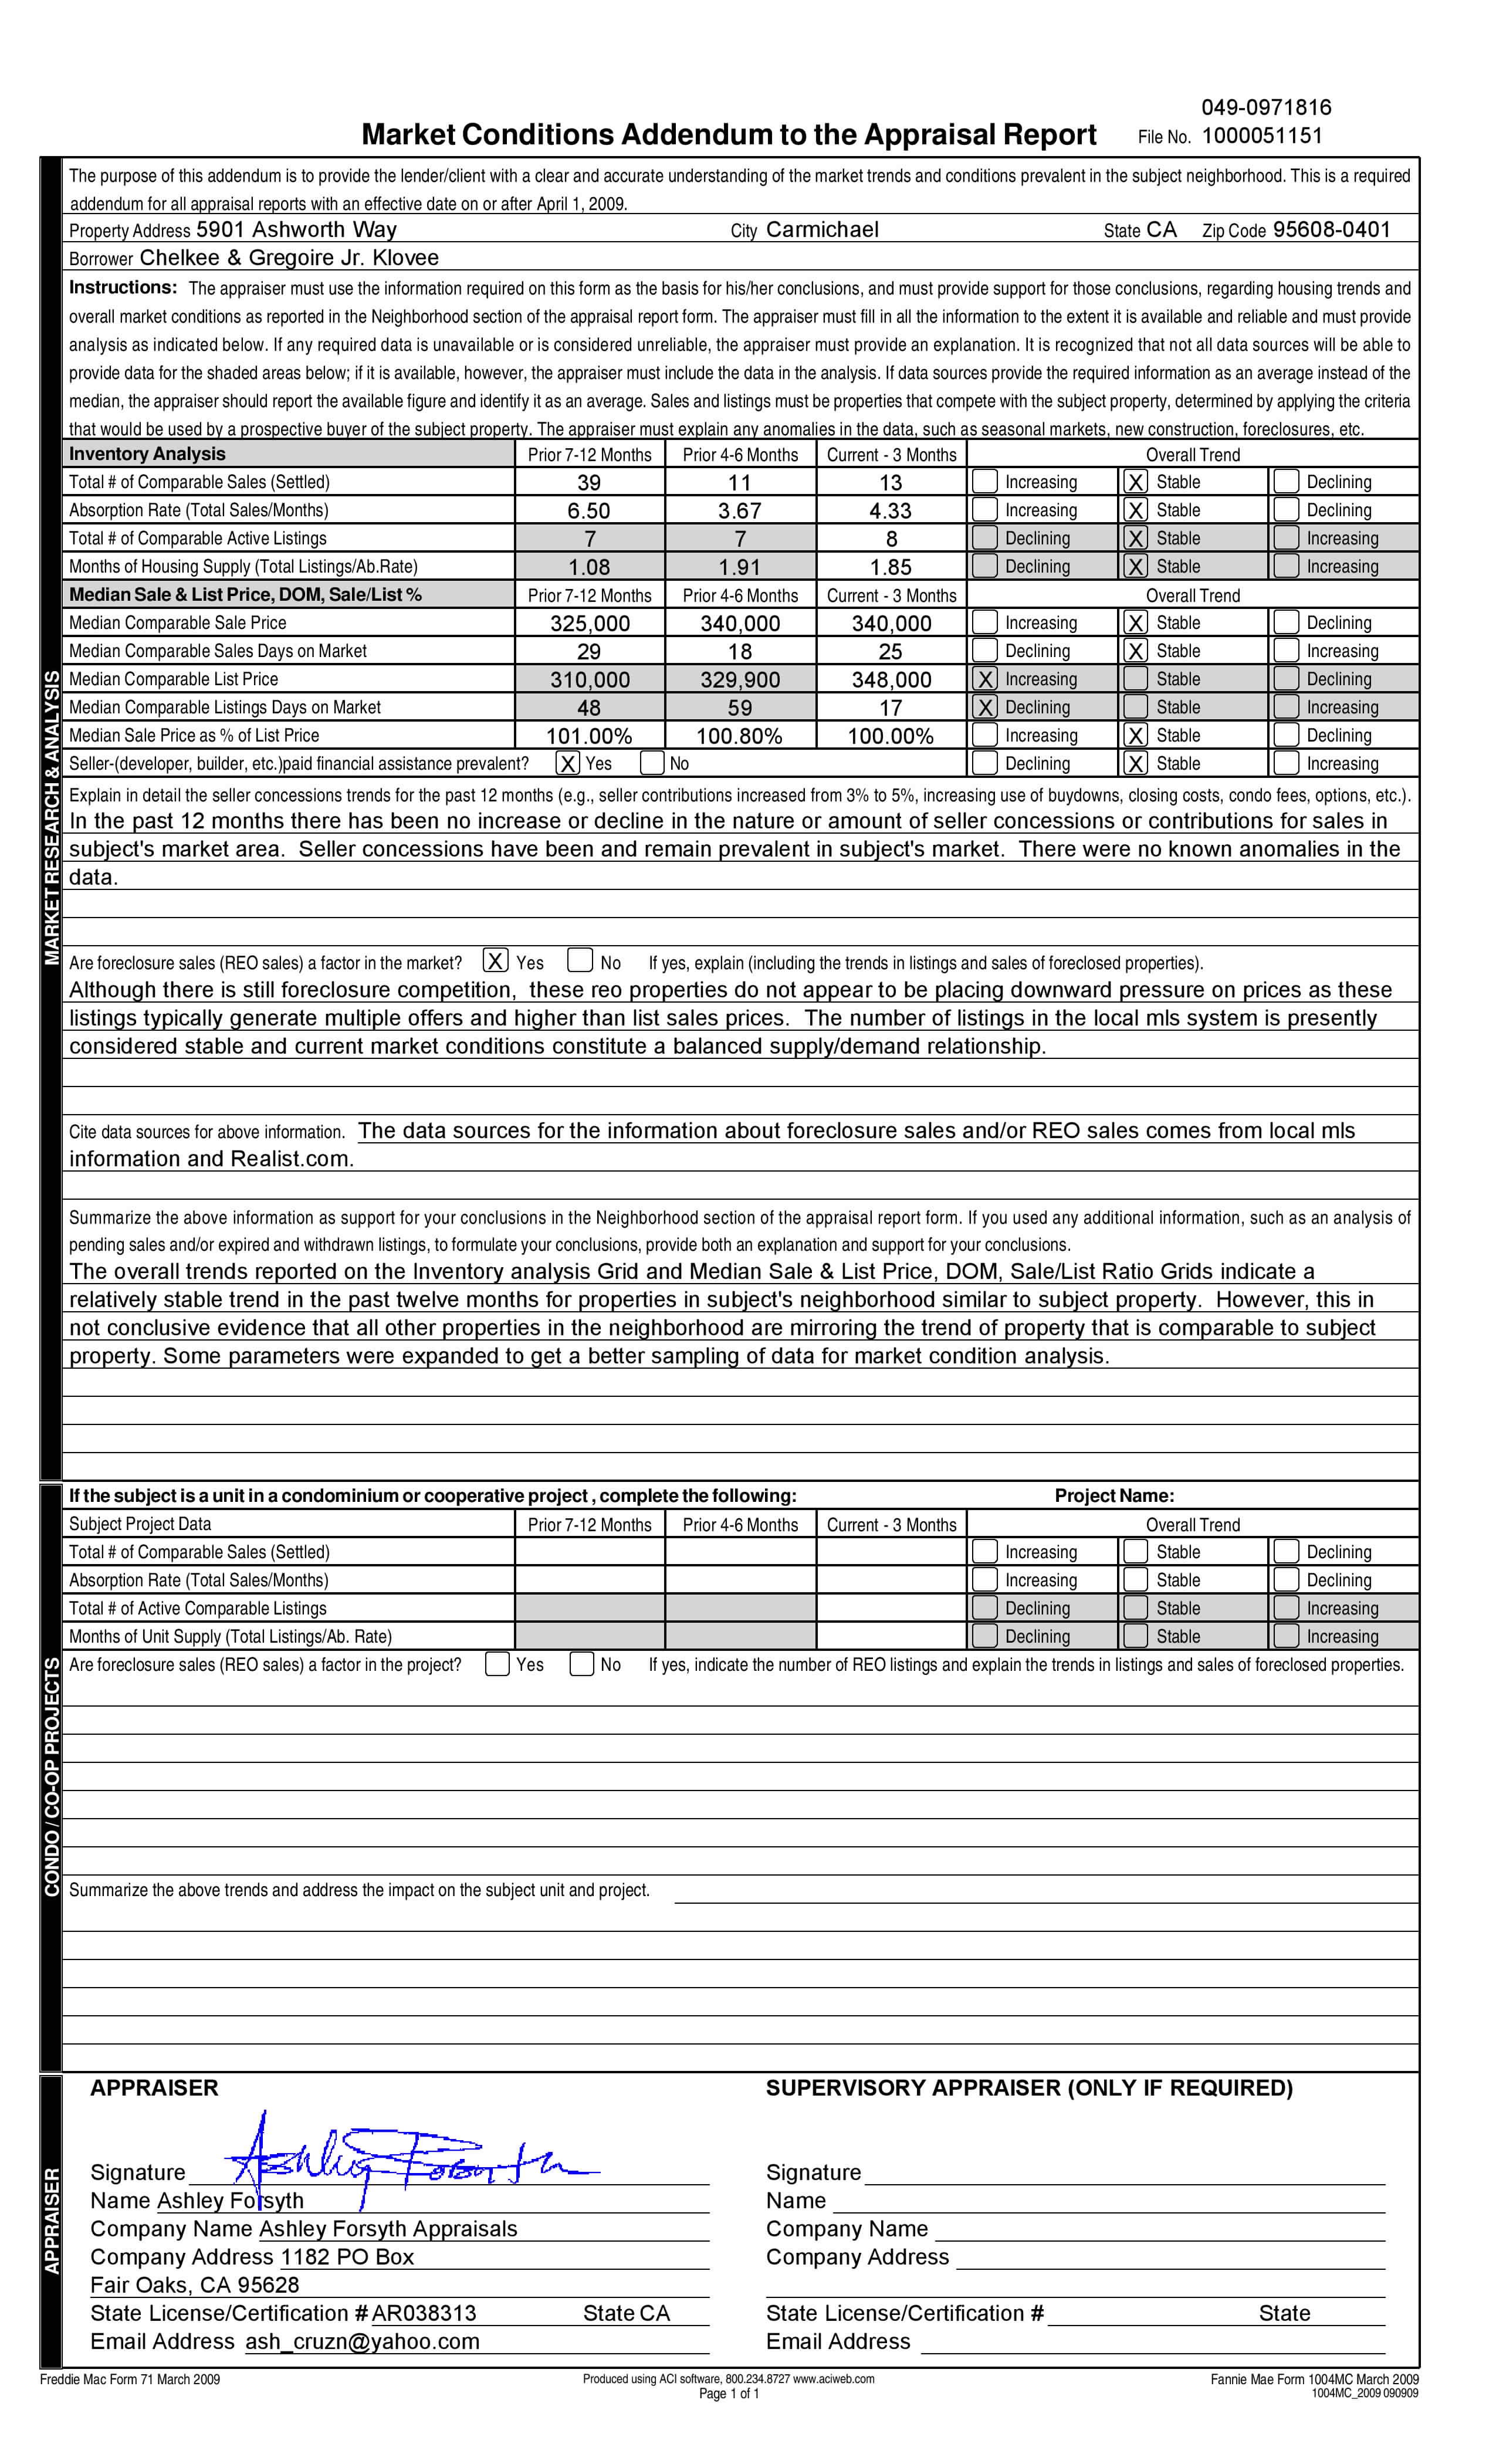 049-0971816
Market Conditions Addendum to the Appraisal Report File No. 1000051151
The purpose of this addendum is to provide the lender/client with a clear and accurate understanding of the market trends and conditions prevalent in the subject neighborhood. This is a required
addendum for all appraisal reports with an effective date on or after April 1, 2009.
Property Address 5901 Ashworth Way City Carmichael State CA Zip Code 95608-0401
Borrower Chelkee & Gregoire Jr. Klovee
Instructions: The appraiser must use the information required on this form as the basis for his/her conclusions, and must provide support for those conclusions, regarding housing trends and
overall market conditions as reported in the Neighborhood section of the appraisal report form. The appraiser must fill in all the information to the extent it is available and reliable and must provide
analysis as indicated below. If any required data is unavailable or is considered unreliable, the appraiser must provide an explanation. It is recognized that not all data sources will be able to
provide data for the shaded areas below; if it is available, however, the appraiser must include the data in the analysis. If data sources provide the required information as an average instead of the
median, the appraiser should report the available figure and identify it as an average. Sales and listings must be properties that compete with the subject property, determined by applying the criteria
that would be used by a prospective buyer of the subject property. The appraiser must explain any anomalies in the data, such as seasonal markets, new construction, foreclosures, etc.
Inventory Analysis Prior 7-12 Months Prior 4-6 Months Current - 3 Months Overall Trend
Total # of Comparable Sales (Settled) 39 11 13 Increasing X Stable Declining
Absorption Rate (Total Sales/Months) 6.50 3.67 4.33 Increasing X Stable Declining
Total # of Comparable Active Listings 7 7 8 Declining X Stable Increasing
Months of Housing Supply (Total Listings/Ab.Rate) 1.08 1.91 1.85 Declining X Stable Increasing
Median Sale & List Price, DOM, Sale/List % Prior 7-12 Months Prior 4-6 Months Current - 3 Months Overall Trend
Median Comparable Sale Price 325,000 340,000 340,000 Increasing X Stable Declining
Median Comparable Sales Days on Market 29 18 25 Declining X Stable Increasing
Median Comparable List Price 310,000 329,900 348,000 X Increasing Stable Declining
Median Comparable Listings Days on Market 48 59 17 X Declining Stable Increasing
Median Sale Price as % of List Price 101.00% 100.80% 100.00% Increasing X Stable Declining
Seller-(developer, builder, etc.)paid financial assistance prevalent? X Yes No Declining X Stable Increasing
Explain in detail the seller concessions trends for the past 12 months (e.g., seller contributions increased from 3% to 5%, increasing use of buydowns, closing costs, condo fees, options, etc.).
In the past 12 months there has been no increase or decline in the nature or amount of seller concessions or contributions for sales in
subject's market area. Seller concessions have been and remain prevalent in subject's market. There were no known anomalies in the
data.
MARKET RESEARCH & ANALYSIS
Are foreclosure sales (REO sales) a factor in the market? X Yes No If yes, explain (including the trends in listings and sales of foreclosed properties).
Although there is still foreclosure competition, these reo properties do not appear to be placing downward pressure on prices as these
listings typically generate multiple offers and higher than list sales prices. The number of listings in the local mls system is presently
considered stable and current market conditions constitute a balanced supply/demand relationship.
Cite data sources for above information. The data sources for the information about foreclosure sales and/or REO sales comes from local mls
information and Realist.com.
Summarize the above information as support for your conclusions in the Neighborhood section of the appraisal report form. If you used any additional information, such as an analysis of
pending sales and/or expired and withdrawn listings, to formulate your conclusions, provide both an explanation and support for your conclusions.
The overall trends reported on the Inventory analysis Grid and Median Sale & List Price, DOM, Sale/List Ratio Grids indicate a
relatively stable trend in the past twelve months for properties in subject's neighborhood similar to subject property. However, this in
not conclusive evidence that all other properties in the neighborhood are mirroring the trend of property that is comparable to subject
property. Some parameters were expanded to get a better sampling of data for market condition analysis.
If the subject is a unit in a condominium or cooperative project , complete the following: Project Name:
Subject Project Data Prior 7-12 Months Prior 4-6 Months Current - 3 Months Overall Trend
Total # of Comparable Sales (Settled) Increasing Stable Declining
Absorption Rate (Total Sales/Months) Increasing Stable Declining
Total # of Active Comparable Listings Declining Stable Increasing
Months of Unit Supply (Total Listings/Ab. Rate) Declining Stable Increasing
Are foreclosure sales (REO sales) a factor in the project? Yes No If yes, indicate the number of REO listings and explain the trends in listings and sales of foreclosed properties.
CONDO / CO-OP PROJECTS
Summarize the above trends and address the impact on the subject unit and project.
APPRAISER SUPERVISORY APPRAISER (ONLY IF REQUIRED)
Signature Ashley Forsyth Signature
Name Ashley Forsyth Name
Company Name Ashley Forsyth Appraisals Company Name
Company Address 1182 PO Box Company Address
Fair Oaks, CA 95628
State License/Certification # AR038313 State CA State License/Certification # State
Email Address ash_cruzn@yahoo.com Email Address
APPRAISER
Freddie Mac Form 71 March 2009 Produced using ACI software, 800.234.8727 www.aciweb.com Fannie Mae Form 1004MC March 2009
Page 1 of 1 1004MC_2009 090909